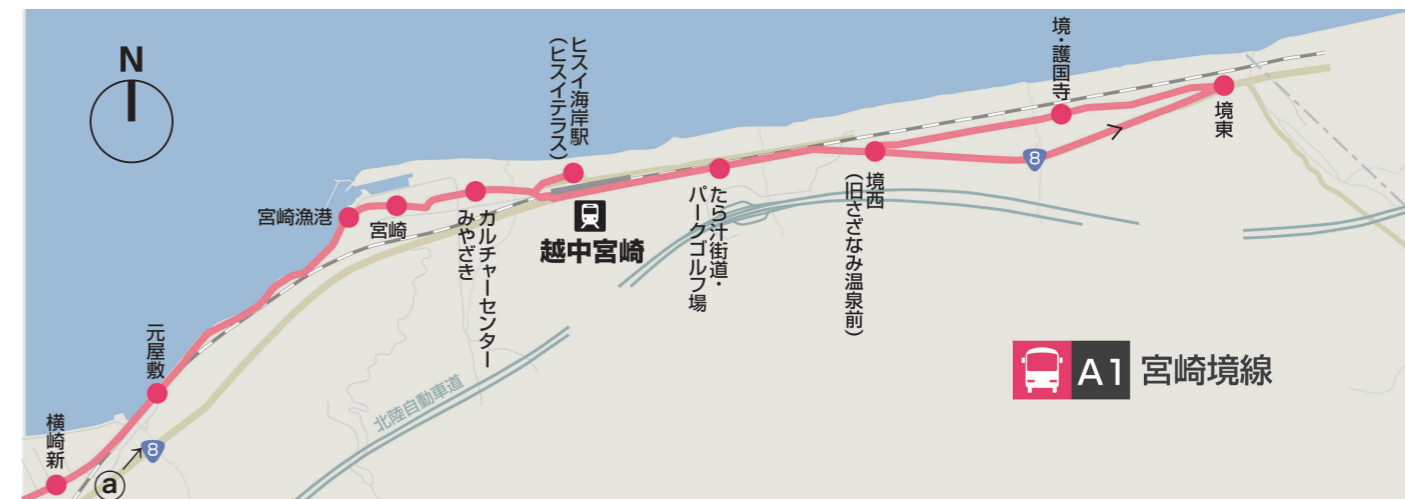 N
ヒスイ海岸駅
(ヒスイテラス)
境・護国寺
境東
8
宮崎漁港
宮崎
カルチャーセンター
みやざき
越中宮崎
たら汁街道・
パークゴルフ場
境西
(旧さざなみ温泉前)
元屋敷
北陸自動車道
A1 宮崎境線
横崎新
8
a